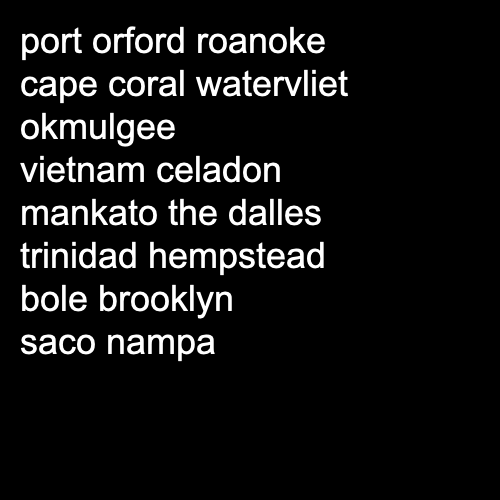 port orford roanoke
cape coral watervliet
okmulgee
vietnam celadon
mankato the dalles
trinidad hempstead
bole brooklyn
saco nampa